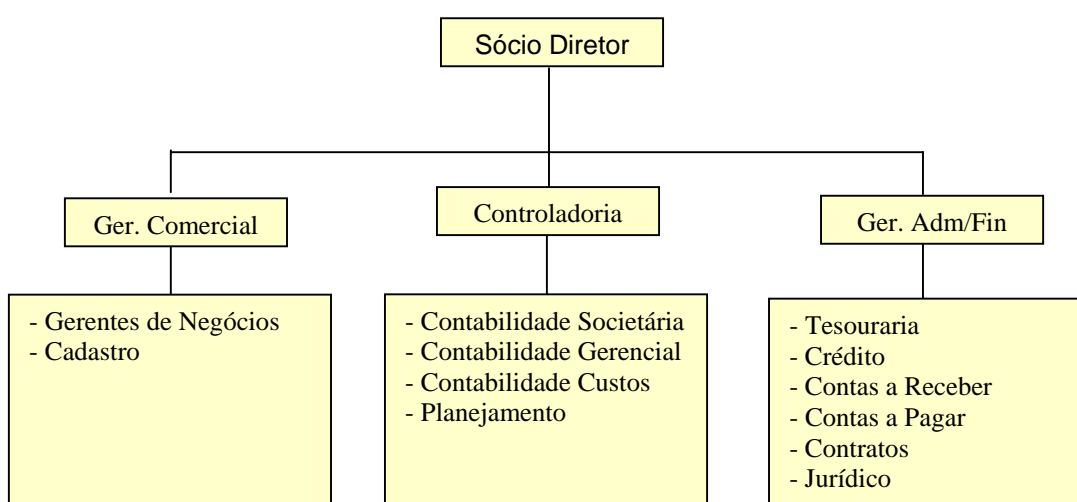 Sócio Diretor
Ger. Comercial
Controladoria
Ger. Adm/Fin
- Gerentes de Negócios
- Cadastro
- Contabilidade Societária
- Contabilidade Gerencial
- Contabilidade Custos
- Planejamento
- Tesouraria
- Crédito
- Contas a Receber
- Contas a Pagar
- Contratos
- Jurídico